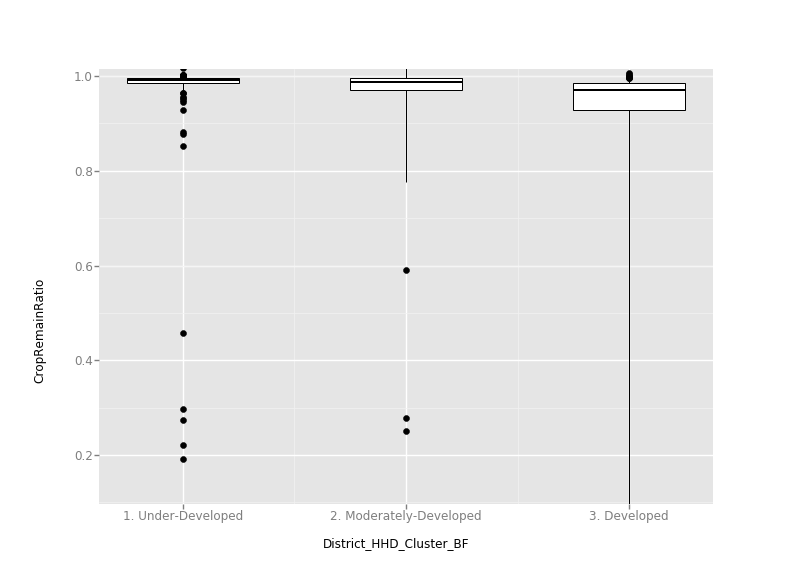 1.0
0.8
0.6
0.4
0.2
CropRemainRatio
1. Under-Developed
2. Moderately-Developed
3. Developed
District_HHD_Cluster_BF